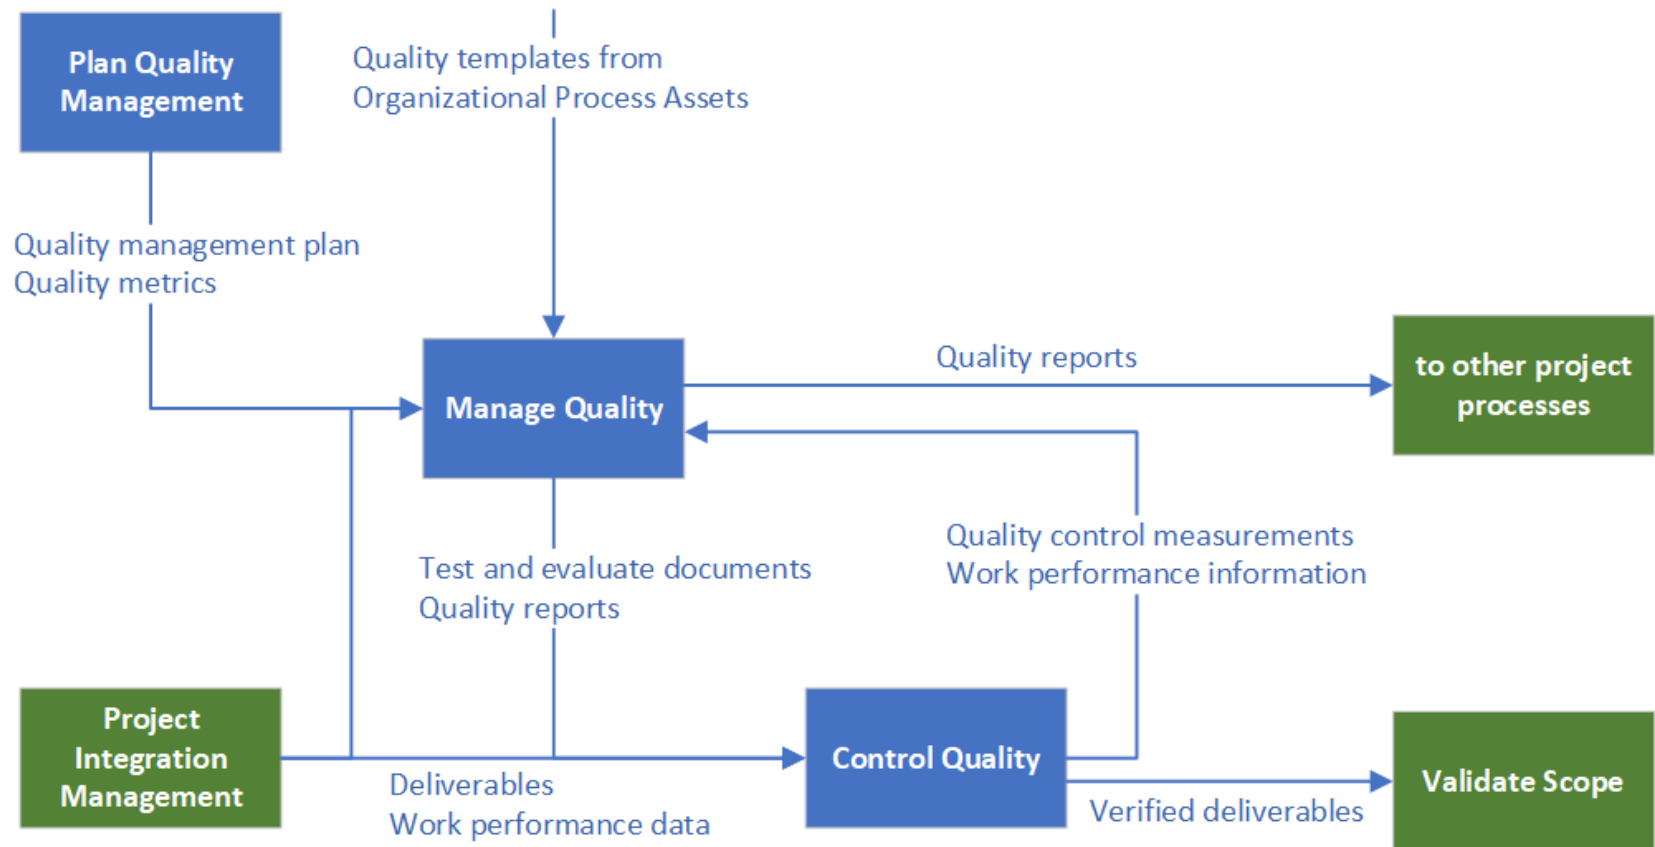 Plan Quality
Management
Quality templates from
Organizational Process Assets
Quality management plan
Quality metrics
Manage Quality
Quality reports
to other project
processes
Test and evaluate documents
Quality reports
Quality control measurements
Work performance information
Project
Integration
Management
Deliverables
Work performance data
Control Quality
Verified deliverables
Validate Scope